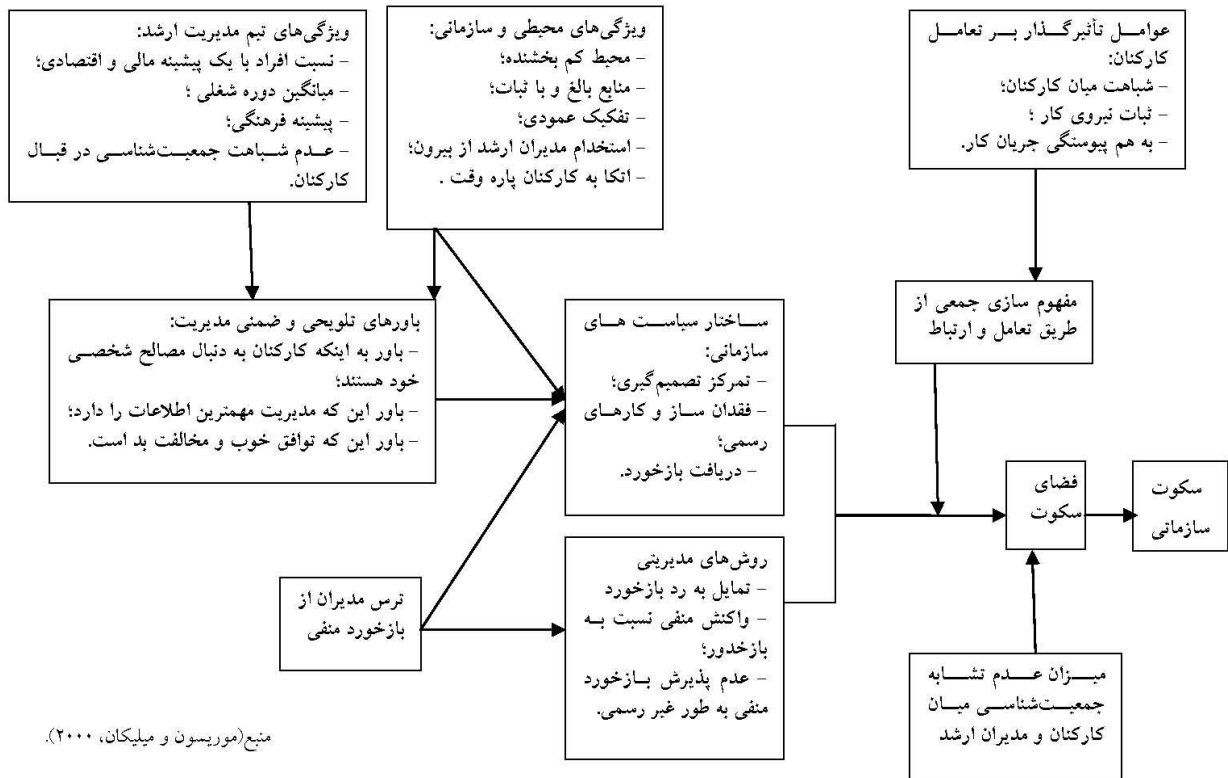 عوامل تأثیرگذار بر تعامل
کارکنان:
– شباهت میان کارکنان؛
– ثبات نیروی کار ؛
– به هم پیوستگی جریان کار.
ویژگی‌های محیطی و سازمانی:
– محیط کم بخشنده؛
– منابع بالغ و با ثبات؛
– تفکیک عمودی؛
– استخدام مدیران ارشد از بیرون؛
– اتکا به کارکنان پاره وقت .
ویژگی‌های تیم مدیریت ارشد:
– نسبت افراد با یک پیشینه مالی و اقتصادی؛
– میانگین دوره شغلی ؛
– پیشینه فرهنگی؛
– عدم شباهت جمعیت‌شناسی در قبال
کارکنان.
مفهوم سازی جمعی از
طریق تعامل و ارتباط
ساختار سیاست های
سازمانی:
– تمرکز تصمیم‌گیری؛
– فقدان ساز و کارهای
رسمی؛
– دریافت بازخورد.
باورهای تلویحی و ضمنی مدیریت:
– باور به اینکه کارکنان به دنبال مصالح شخصی
خود هستند؛
– باور این که مدیریت مهمترین اطلاعات را دارد؛
– باور این که توافق خوب و مخالفت بد است.
سکوت
سازماتی
فضای
سکوت
روش‌های مدیریتی
– تمایل به رد بازخورد
– واکنش منفی نسبت به
بازخدور؛
– عدم پذیرش بازخورد
منفی به طور غیر رسمی.
ترس مدیران از
بازخورد منفی
میزان عدم تشابه
جمعیت‌شناسی میان
کارکنان و مدیران ارشد
منبع(موریسون و میلیکان، ۲۰۰۰).